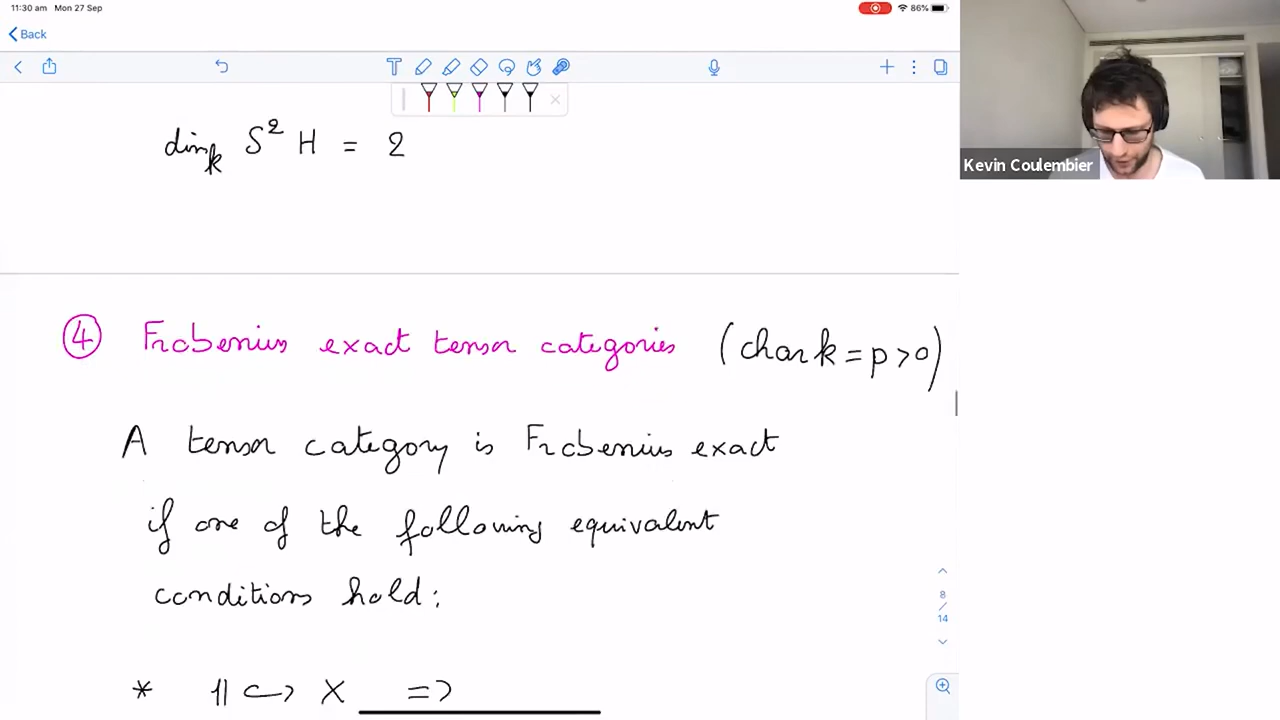 11:30 am Mon 27 Sep
86%
Back
dim_k S² H = 2
Kevin Coulembier
④ Frobenius exact tensor categories (char k = p > 0)
A tensor category is Frobenius exact
if one of the following equivalent
conditions hold:
8
/
14
* 𝟙 ↪ X =>